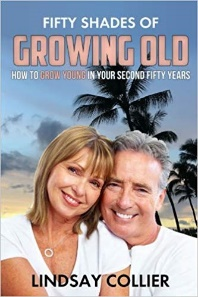 FIFTY SHADES OF
GROWING OLD
HOW TO GROW YOUNG IN YOUR SECOND FIFTY YEARS
LINDSAY COLLIER